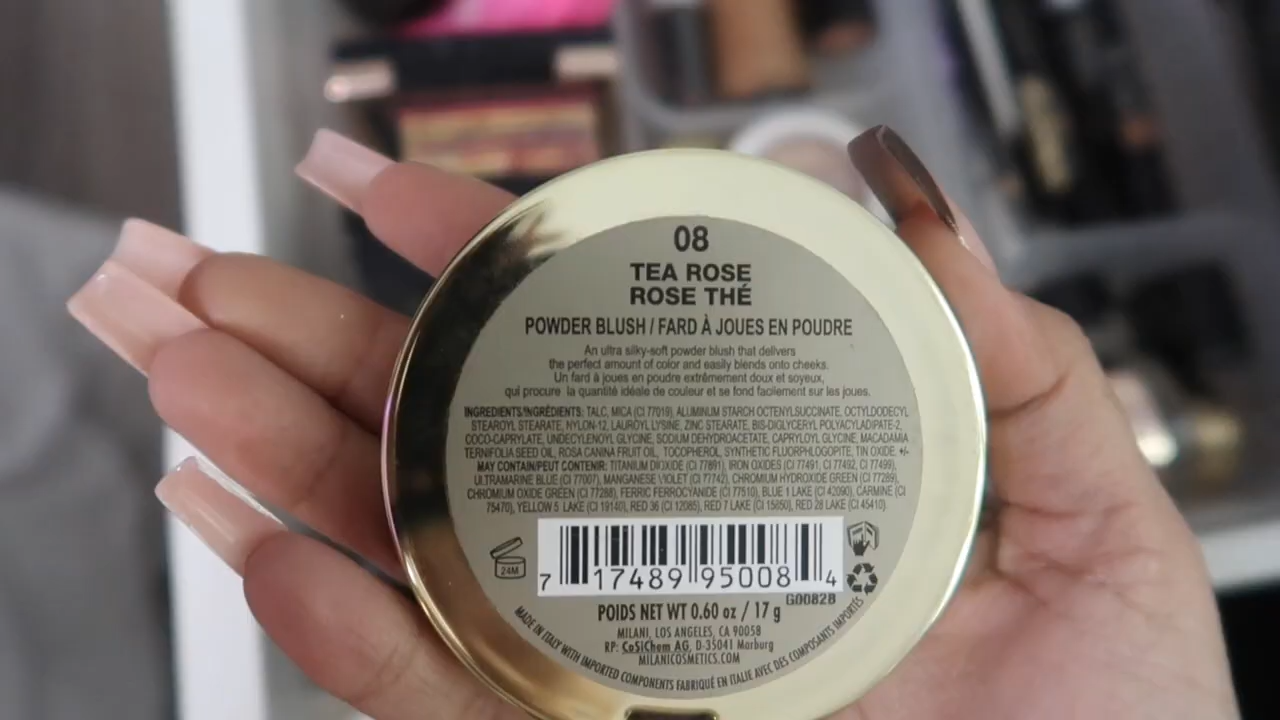 08
TEA ROSE
ROSE THÉ
POWDER BLUSH / FARD À JOUES EN POUDRE
An ultra silky-soft powder blush that delivers
the perfect amount of color and easily blends onto cheeks.
Un fard à joues en poudre extrêmement doux et soyeux,
qui procure la quantité idéale de couleur et se fond facilement sur les joues.
INGREDIENTS/INGRÉDIENTS: TALC, MICA (CI 77019), ALUMINUM STARCH OCTENYLSUCCINATE, OCTYLDODECYL
STEAROYL STEARATE, NYLON-12, LAUROYL LYSINE, ZINC STEARATE, BIS-DIGLYCERYL POLYACYLADIPATE-2,
COCO-CAPRYLATE, UNDECYLENOYL GLYCINE, SODIUM DEHYDROACETATE, CAPRYLOYL GLYCINE, MACADAMIA
TERNIFOLIA SEED OIL, ROSA CANINA FRUIT OIL, TOCOPHEROL, SYNTHETIC FLUORPHLOGOPITE, TIN OXIDE. +/-
MAY CONTAIN/PEUT CONTENIR: TITANIUM DIOXIDE (CI 77891), IRON OXIDES (CI 77491, CI 77492, CI 77499),
ULTRAMARINE BLUE (CI 77007), MANGANESE VIOLET (CI 77742), CHROMIUM HYDROXIDE GREEN (CI 77289),
CHROMIUM OXIDE GREEN (CI 77288), FERRIC FERROCYANIDE (CI 77510), BLUE 1 LAKE (CI 42090), CARMINE (CI
75470), YELLOW 5 LAKE (CI 19140), RED 36 (CI 12085), RED 7 LAKE (CI 15850), RED 28 LAKE (CI 45410).
24M
7 17489 95008 4
G0082B
POIDS NET WT 0.60 oz / 17 g
MILANI, LOS ANGELES, CA 90058
RP: CoSiChem AG, D-35041 Marburg
MILANICOSMETICS.COM
MADE IN ITALY WITH IMPORTED COMPONENTS FABRIQUÉ EN ITALIE AVEC DES COMPOSANTS IMPORTÉS